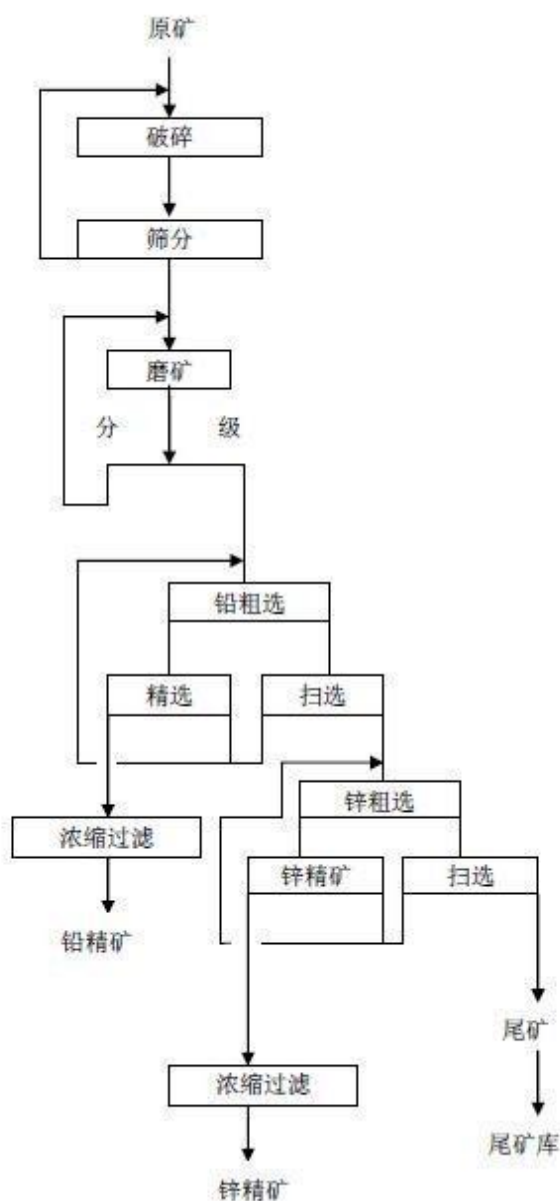 原矿
破碎
筛分
磨矿
分 级
铅粗选
精选 扫选
锌粗选
浓缩过滤
锌精矿 扫选
铅精矿
尾矿
浓缩过滤
尾矿库
锌精矿